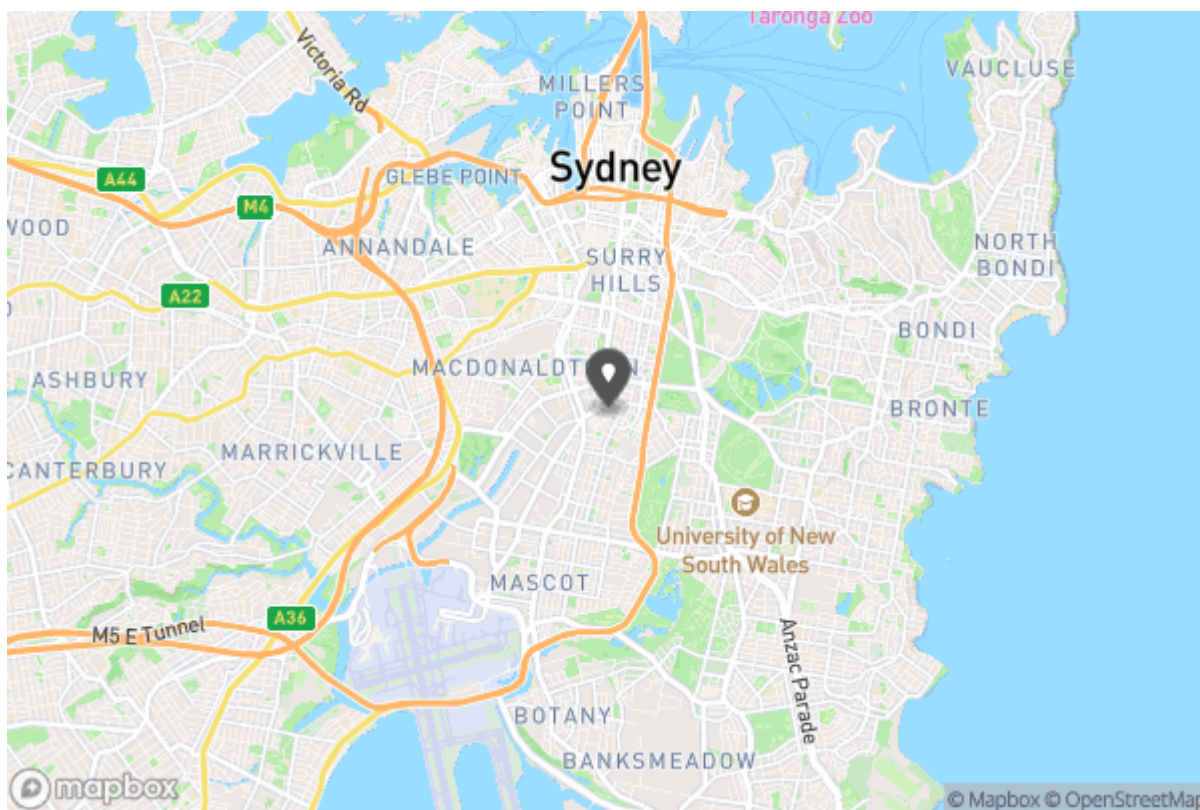 Taronga Zoo
Victoria Rd
VAUCLUSE
MILLERS
POINT
Sydney
A44
GLEBE POINT
M4
WOOD
ANNANDALE
SURRY
HILLS
NORTH
BONDI
A22
BONDI
MACDONALDT N
ASHBURY
BRONTE
MARRICKVILLE
CANTERBURY
University of New
South Wales
MASCOT
A36
M5 E Tunnel
Anzac Parade
BOTANY
BANKSMEADOW
mapbox
© Mapbox © OpenStreetMap